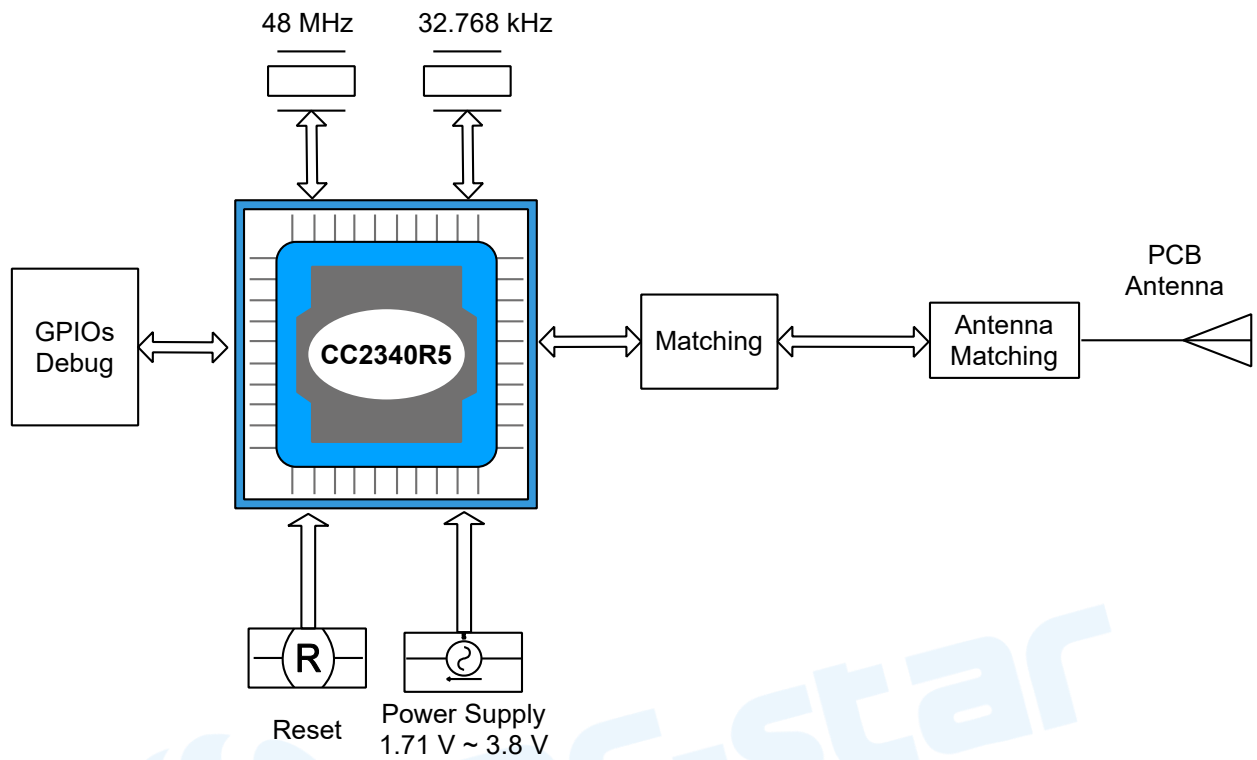 48 MHz
32.768 kHz
PCB
Antenna
GPIOs
Debug
CC2340R5
Matching
Antenna
Matching
R
Reset
Power Supply
1.71 V ~ 3.8 V